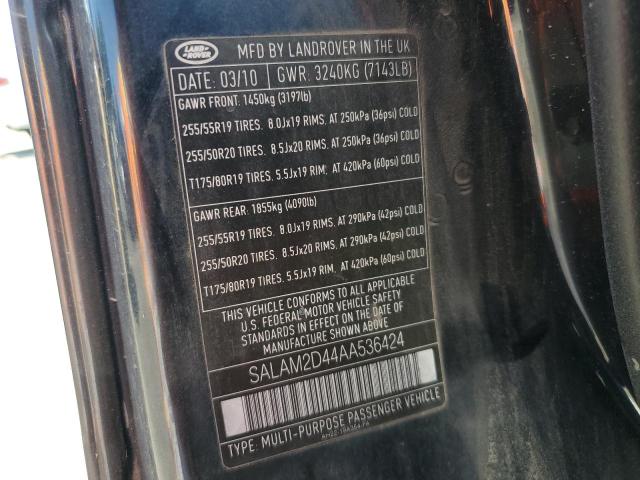 LAND
ROVER
MFD BY LANDROVER IN THE UK
DATE: 03/10 GWR: 3240KG (7143LB)
GAWR FRONT: 1450kg (3197lb)
255/55R19 TIRES. 8.0Jx19 RIMS, AT 250kPa (36psi) COLD
255/50R20 TIRES. 8.5Jx20 RIMS, AT 250kPa (36psi) COLD
T175/80R19 TIRES. 5.5Jx19 RIM, AT 420kPa (60psi) COLD
GAWR REAR: 1855kg (4090lb)
255/55R19 TIRES. 8.0Jx19 RIMS, AT 290kPa (42psi) COLD
255/50R20 TIRES. 8.5Jx20 RIMS, AT 290kPa (42psi) COLD
T175/80R19 TIRES. 5.5Jx19 RIM, AT 420kPa (60psi) COLD
THIS VEHICLE CONFORMS TO ALL APPLICABLE
U.S. FEDERAL MOTOR VEHICLE SAFETY
STANDARDS IN EFFECT ON THE DATE OF
MANUFACTURE SHOWN ABOVE.
SALAM2D44AA536424
TYPE: MULTI-PURPOSE PASSENGER VEHICLE